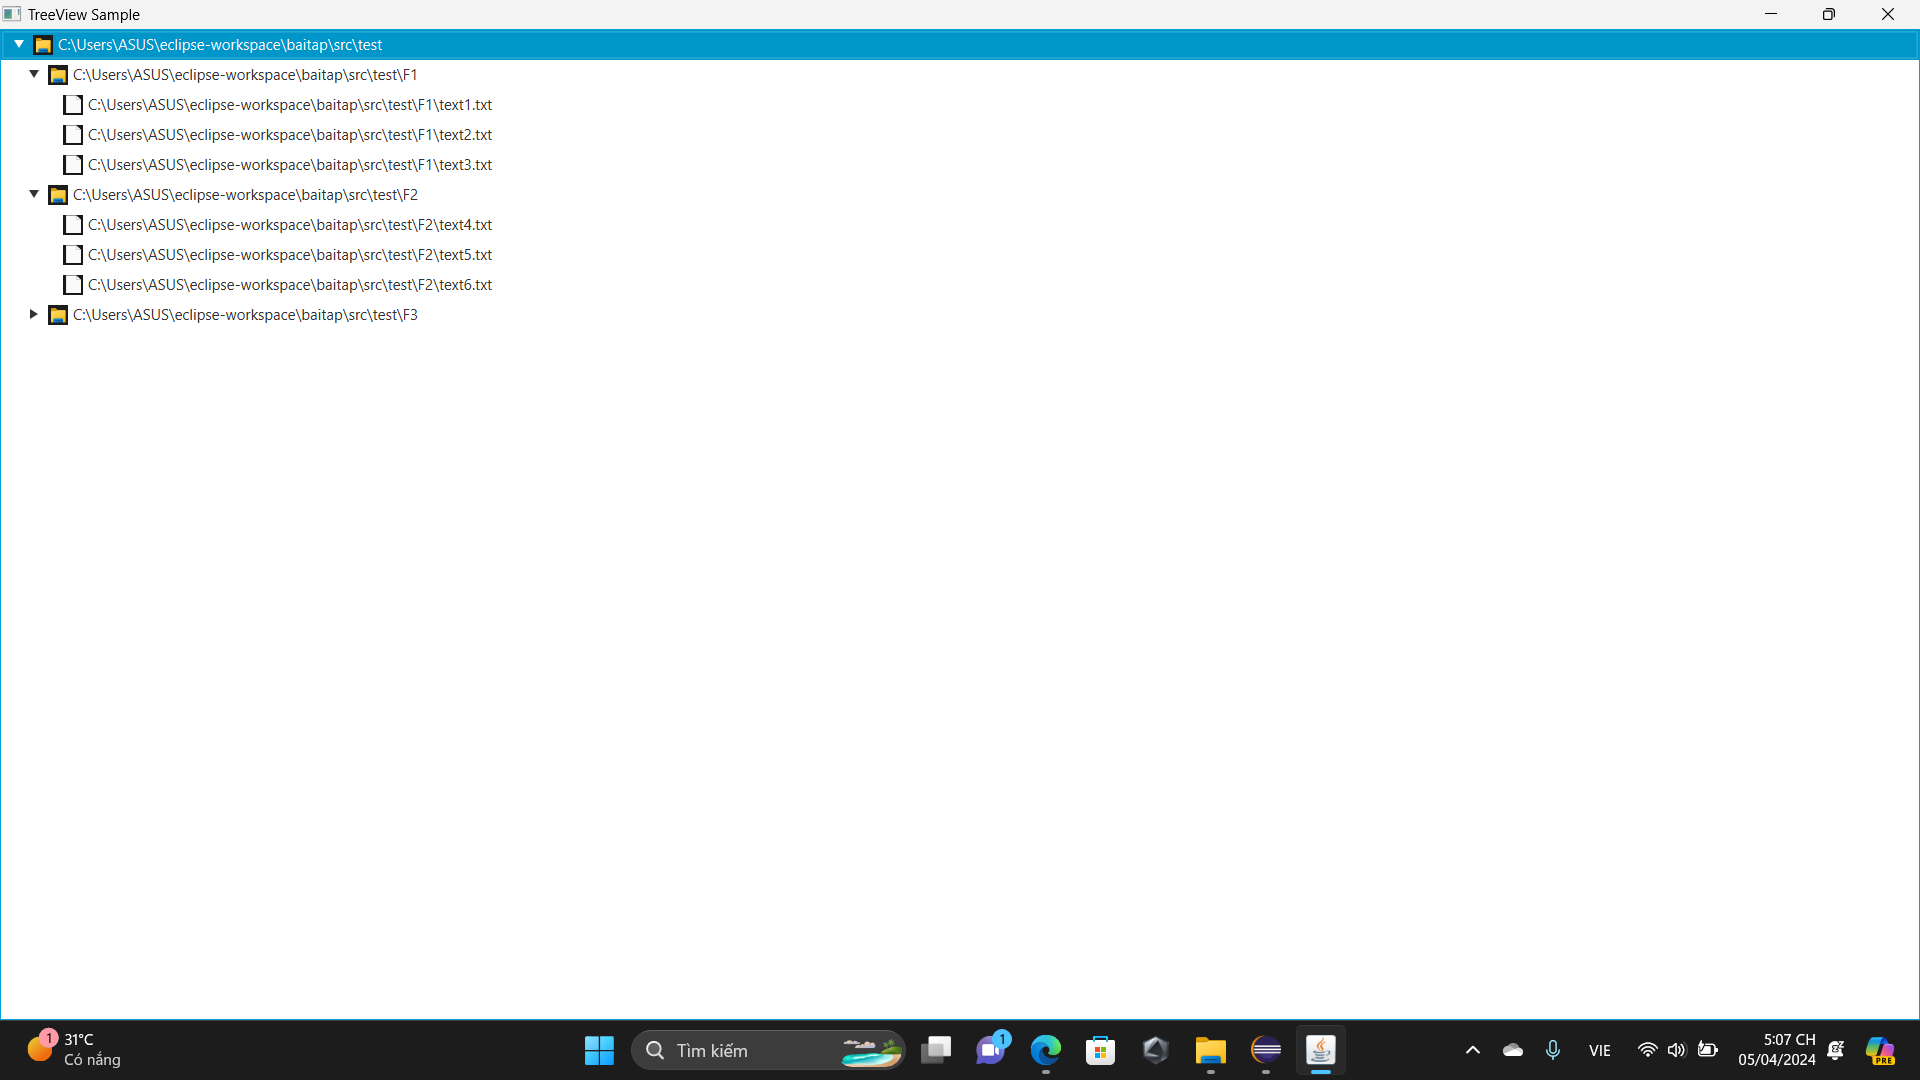 TreeView Sample
C:\Users\ASUS\eclipse-workspace\baitap\src\test
C:\Users\ASUS\eclipse-workspace\baitap\src\test\F1
C:\Users\ASUS\eclipse-workspace\baitap\src\test\F1\text1.txt
C:\Users\ASUS\eclipse-workspace\baitap\src\test\F1\text2.txt
C:\Users\ASUS\eclipse-workspace\baitap\src\test\F1\text3.txt
C:\Users\ASUS\eclipse-workspace\baitap\src\test\F2
C:\Users\ASUS\eclipse-workspace\baitap\src\test\F2\text4.txt
C:\Users\ASUS\eclipse-workspace\baitap\src\test\F2\text5.txt
C:\Users\ASUS\eclipse-workspace\baitap\src\test\F2\text6.txt
C:\Users\ASUS\eclipse-workspace\baitap\src\test\F3
1
31°C
Có nắng
Tìm kiếm
1
VIE
5:07 CH
05/04/2024
PRE